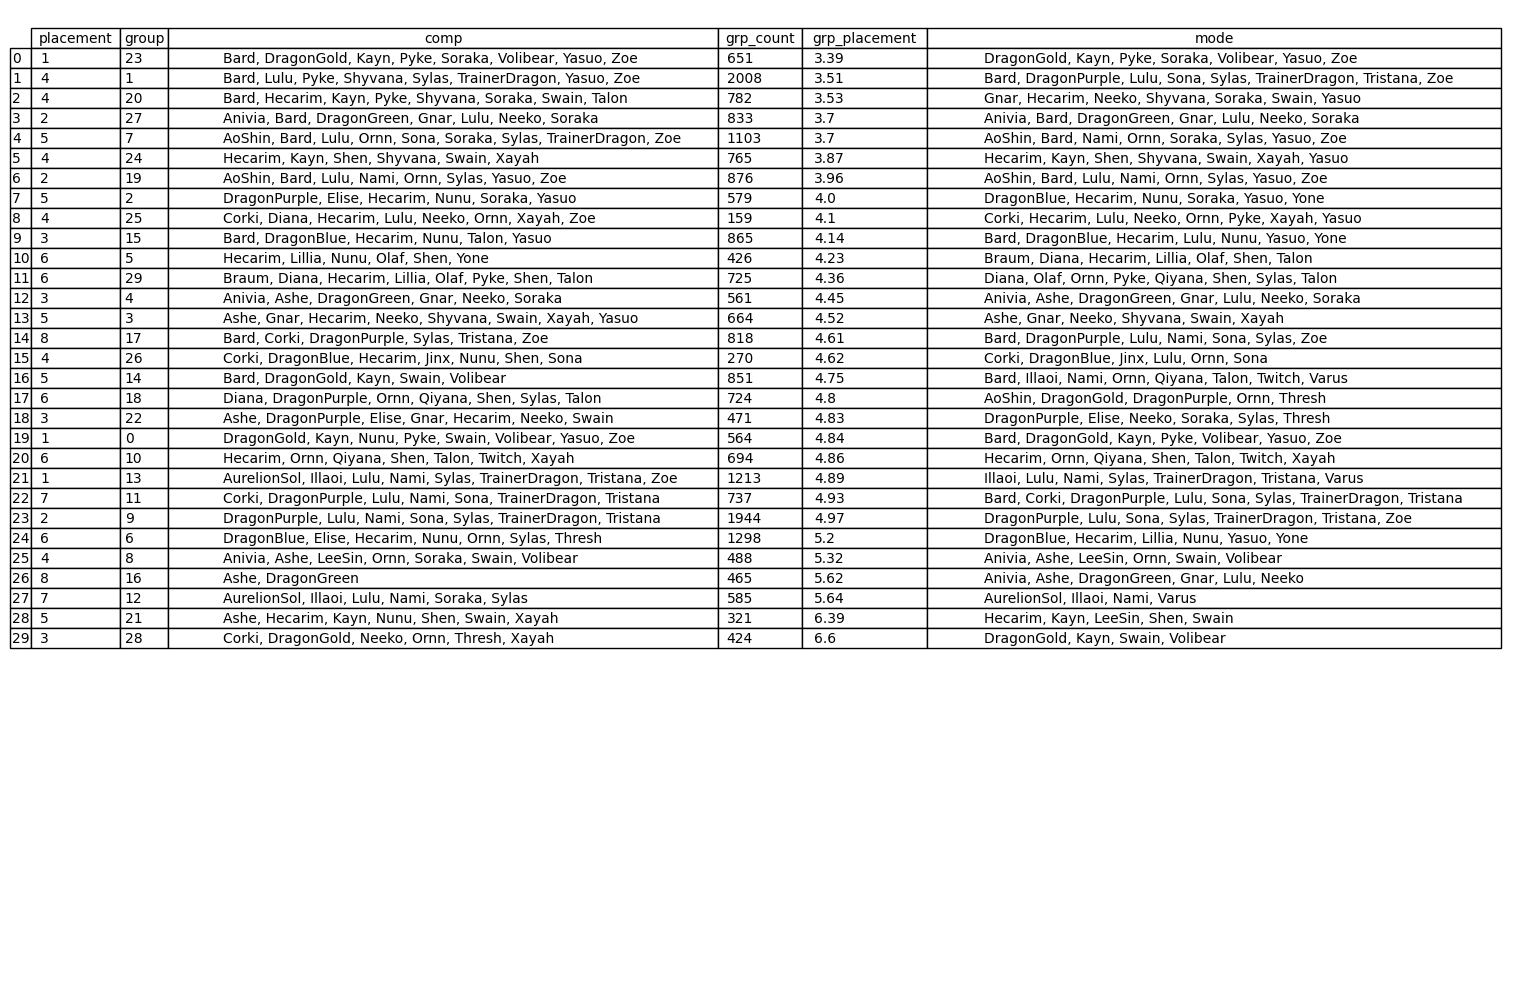 placement group comp grp_count grp_placement mode
0 1 23 Bard, DragonGold, Kayn, Pyke, Soraka, Volibear, Yasuo, Zoe 651 3.39 DragonGold, Kayn, Pyke, Soraka, Volibear, Yasuo, Zoe
1 4 1 Bard, Lulu, Pyke, Shyvana, Sylas, TrainerDragon, Yasuo, Zoe 2008 3.51 Bard, DragonPurple, Lulu, Sona, Sylas, TrainerDragon, Tristana, Zoe
2 4 20 Bard, Hecarim, Kayn, Pyke, Shyvana, Soraka, Swain, Talon 782 3.53 Gnar, Hecarim, Neeko, Shyvana, Soraka, Swain, Yasuo
3 2 27 Anivia, Bard, DragonGreen, Gnar, Lulu, Neeko, Soraka 833 3.7 Anivia, Bard, DragonGreen, Gnar, Lulu, Neeko, Soraka
4 5 7 AoShin, Bard, Lulu, Ornn, Sona, Soraka, Sylas, TrainerDragon, Zoe 1103 3.7 AoShin, Bard, Nami, Ornn, Soraka, Sylas, Yasuo, Zoe
5 4 24 Hecarim, Kayn, Shen, Shyvana, Swain, Xayah 765 3.87 Hecarim, Kayn, Shen, Shyvana, Swain, Xayah, Yasuo
6 2 19 AoShin, Bard, Lulu, Nami, Ornn, Sylas, Yasuo, Zoe 876 3.96 AoShin, Bard, Lulu, Nami, Ornn, Sylas, Yasuo, Zoe
7 5 2 DragonPurple, Elise, Hecarim, Nunu, Soraka, Yasuo 579 4.0 DragonBlue, Hecarim, Nunu, Soraka, Yasuo, Yone
8 4 25 Corki, Diana, Hecarim, Lulu, Neeko, Ornn, Xayah, Zoe 159 4.1 Corki, Hecarim, Lulu, Neeko, Ornn, Pyke, Xayah, Yasuo
9 3 15 Bard, DragonBlue, Hecarim, Nunu, Talon, Yasuo 865 4.14 Bard, DragonBlue, Hecarim, Lulu, Nunu, Yasuo, Yone
10 6 5 Hecarim, Lillia, Nunu, Olaf, Shen, Yone 426 4.23 Braum, Diana, Hecarim, Lillia, Olaf, Shen, Talon
11 6 29 Braum, Diana, Hecarim, Lillia, Olaf, Pyke, Shen, Talon 725 4.36 Diana, Olaf, Ornn, Pyke, Qiyana, Shen, Sylas, Talon
12 3 4 Anivia, Ashe, DragonGreen, Gnar, Neeko, Soraka 561 4.45 Anivia, Ashe, DragonGreen, Gnar, Lulu, Neeko, Soraka
13 5 3 Ashe, Gnar, Hecarim, Neeko, Shyvana, Swain, Xayah, Yasuo 664 4.52 Ashe, Gnar, Neeko, Shyvana, Swain, Xayah
14 8 17 Bard, Corki, DragonPurple, Sylas, Tristana, Zoe 818 4.61 Bard, DragonPurple, Lulu, Nami, Sona, Sylas, Zoe
15 4 26 Corki, DragonBlue, Hecarim, Jinx, Nunu, Shen, Sona 270 4.62 Corki, DragonBlue, Jinx, Lulu, Ornn, Sona
16 5 14 Bard, DragonGold, Kayn, Swain, Volibear 851 4.75 Bard, Illaoi, Nami, Ornn, Qiyana, Talon, Twitch, Varus
17 6 18 Diana, DragonPurple, Ornn, Qiyana, Shen, Sylas, Talon 724 4.8 AoShin, DragonGold, DragonPurple, Ornn, Thresh
18 3 22 Ashe, DragonPurple, Elise, Gnar, Hecarim, Neeko, Swain 471 4.83 DragonPurple, Elise, Neeko, Soraka, Sylas, Thresh
19 1 0 DragonGold, Kayn, Nunu, Pyke, Swain, Volibear, Yasuo, Zoe 564 4.84 Bard, DragonGold, Kayn, Pyke, Volibear, Yasuo, Zoe
20 6 10 Hecarim, Ornn, Qiyana, Shen, Talon, Twitch, Xayah 694 4.86 Hecarim, Ornn, Qiyana, Shen, Talon, Twitch, Xayah
21 1 13 AurelionSol, Illaoi, Lulu, Nami, Sylas, TrainerDragon, Tristana, Zoe 1213 4.89 Illaoi, Lulu, Nami, Sylas, TrainerDragon, Tristana, Varus
22 7 11 Corki, DragonPurple, Lulu, Nami, Sona, TrainerDragon, Tristana 737 4.93 Bard, Corki, DragonPurple, Lulu, Sona, Sylas, TrainerDragon, Tristana
23 2 9 DragonPurple, Lulu, Nami, Sona, Sylas, TrainerDragon, Tristana 1944 4.97 DragonPurple, Lulu, Sona, Sylas, TrainerDragon, Tristana, Zoe
24 6 6 DragonBlue, Elise, Hecarim, Nunu, Ornn, Sylas, Thresh 1298 5.2 DragonBlue, Hecarim, Lillia, Nunu, Yasuo, Yone
25 4 8 Anivia, Ashe, LeeSin, Ornn, Soraka, Swain, Volibear 488 5.32 Anivia, Ashe, LeeSin, Ornn, Swain, Volibear
26 8 16 Ashe, DragonGreen 465 5.62 Anivia, Ashe, DragonGreen, Gnar, Lulu, Neeko
27 7 12 AurelionSol, Illaoi, Lulu, Nami, Soraka, Sylas 585 5.64 AurelionSol, Illaoi, Nami, Varus
28 5 21 Ashe, Hecarim, Kayn, Nunu, Shen, Swain, Xayah 321 6.39 Hecarim, Kayn, LeeSin, Shen, Swain
29 3 28 Corki, DragonGold, Neeko, Ornn, Thresh, Xayah 424 6.6 DragonGold, Kayn, Swain, Volibear